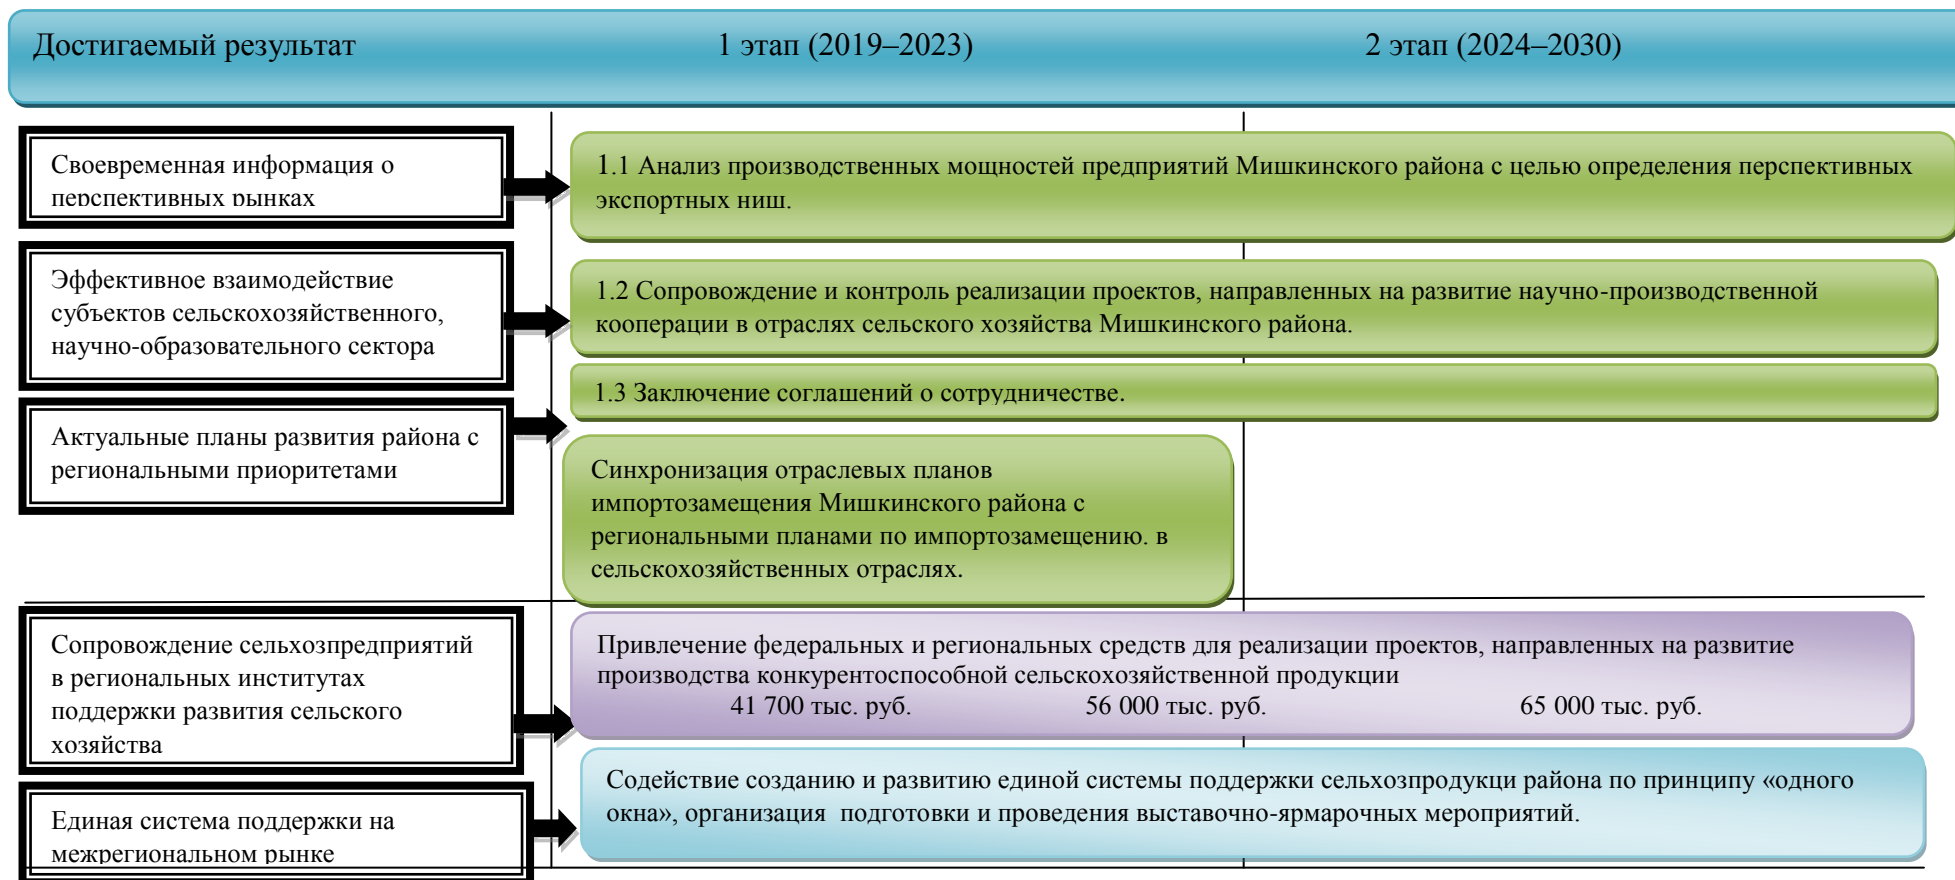 Достигаемый результат 1 этап (2019–2023) 2 этап (2024–2030)
Своевременная информация о
перспективных рынках
1.1 Анализ производственных мощностей предприятий Мишкинского района с целью определения перспективных
экспортных ниш.
Эффективное взаимодействие
субъектов сельскохозяйственного,
научно-образовательного сектора
1.2 Сопровождение и контроль реализации проектов, направленных на развитие научно-производственной
кооперации в отраслях сельского хозяйства Мишкинского района.
1.3 Заключение соглашений о сотрудничестве.
Актуальные планы развития района с
региональными приоритетами
Синхронизация отраслевых планов
импортозамещения Мишкинского района с
региональными планами по импортозамещению. в
сельскохозяйственных отраслях.
Сопровождение сельхозпредприятий
в региональных институтах
поддержки развития сельского
хозяйства
Привлечение федеральных и региональных средств для реализации проектов, направленных на развитие
производства конкурентоспособной сельскохозяйственной продукции
41 700 тыс. руб. 56 000 тыс. руб. 65 000 тыс. руб.
Единая система поддержки на
межрегиональном рынке
Содействие созданию и развитию единой системы поддержки сельхозпродукци района по принципу «одного
окна», организация подготовки и проведения выставочно-ярмарочных мероприятий.